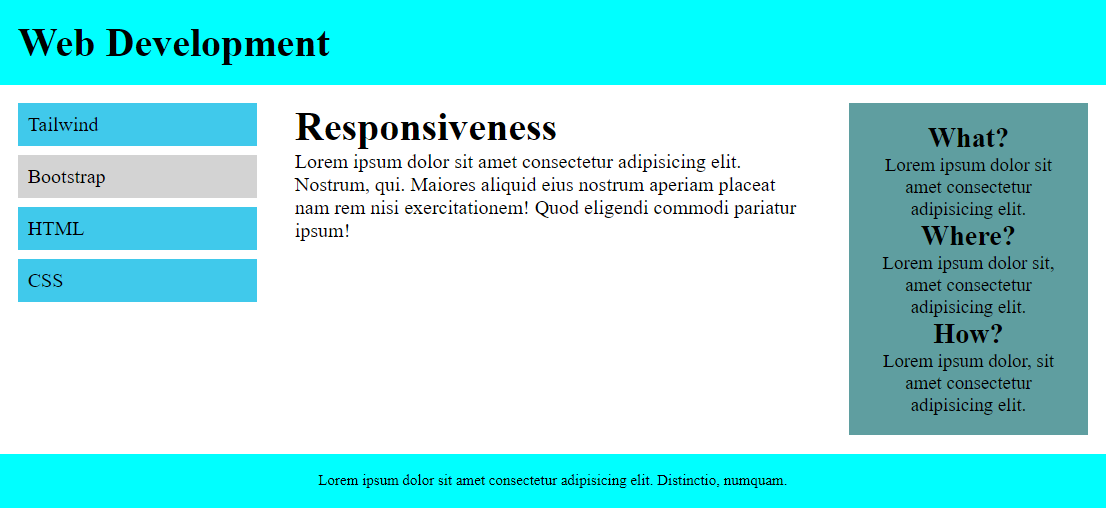 Web Development
Tailwind
Bootstrap
HTML
CSS
Responsiveness
Lorem ipsum dolor sit amet consectetur adipisicing elit.
Nostrum, qui. Maiores aliquid eius nostrum aperiam placeat
nam rem nisi exercitationem! Quod eligendi commodi pariatur
ipsum!
What?
Lorem ipsum dolor sit
amet consectetur
adipisicing elit.
Where?
Lorem ipsum dolor sit,
amet consectetur
adipisicing elit.
How?
Lorem ipsum dolor, sit
amet consectetur
adipisicing elit.
Lorem ipsum dolor sit amet consectetur adipisicing elit. Distinctio, numquam.